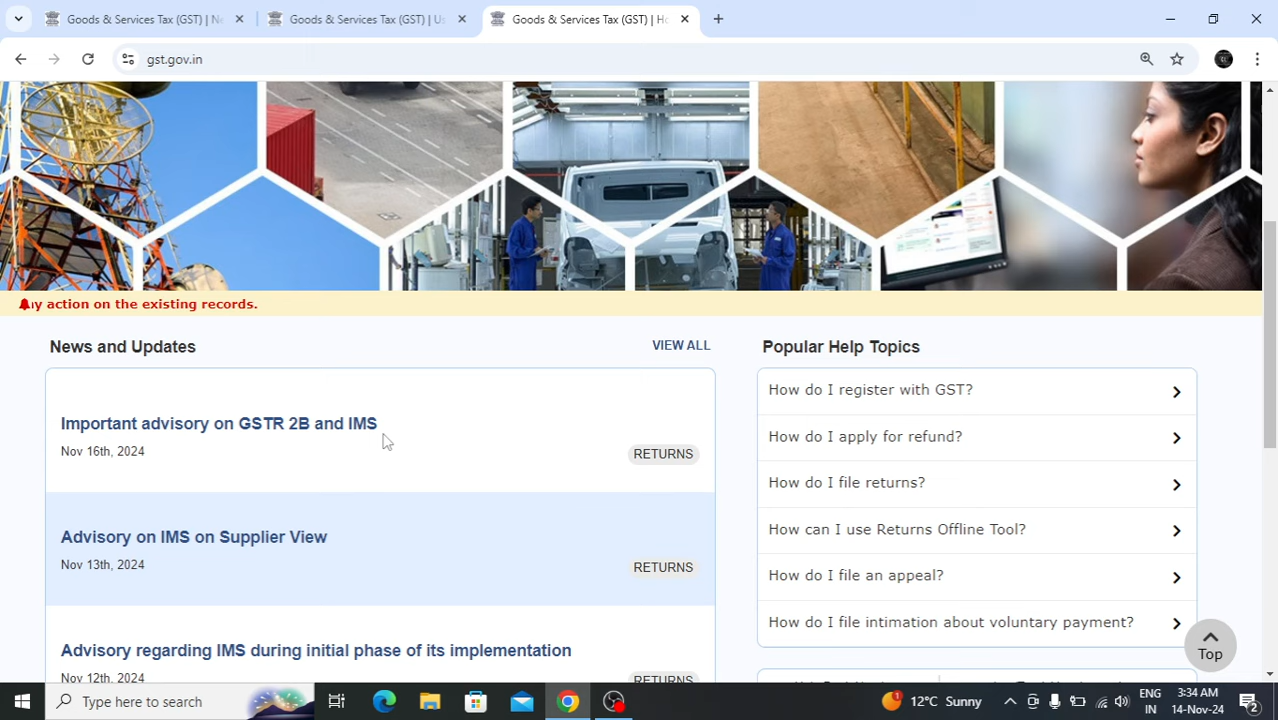 Goods & Services Tax (GST) | Ne
Goods & Services Tax (GST) | Us
Goods & Services Tax (GST) | Ho
gst.gov.in
y action on the existing records.
News and Updates
VIEW ALL
Popular Help Topics
Important advisory on GSTR 2B and IMS
Nov 16th, 2024
RETURNS
Advisory on IMS on Supplier View
Nov 13th, 2024
RETURNS
Advisory regarding IMS during initial phase of its implementation
Nov 12th, 2024
RETURNS
How do I register with GST?
How do I apply for refund?
How do I file returns?
How can I use Returns Offline Tool?
How do I file an appeal?
How do I file intimation about voluntary payment?
Top
Type here to search
1
12°C Sunny
ENG
IN
3:34 AM
14-Nov-24
2